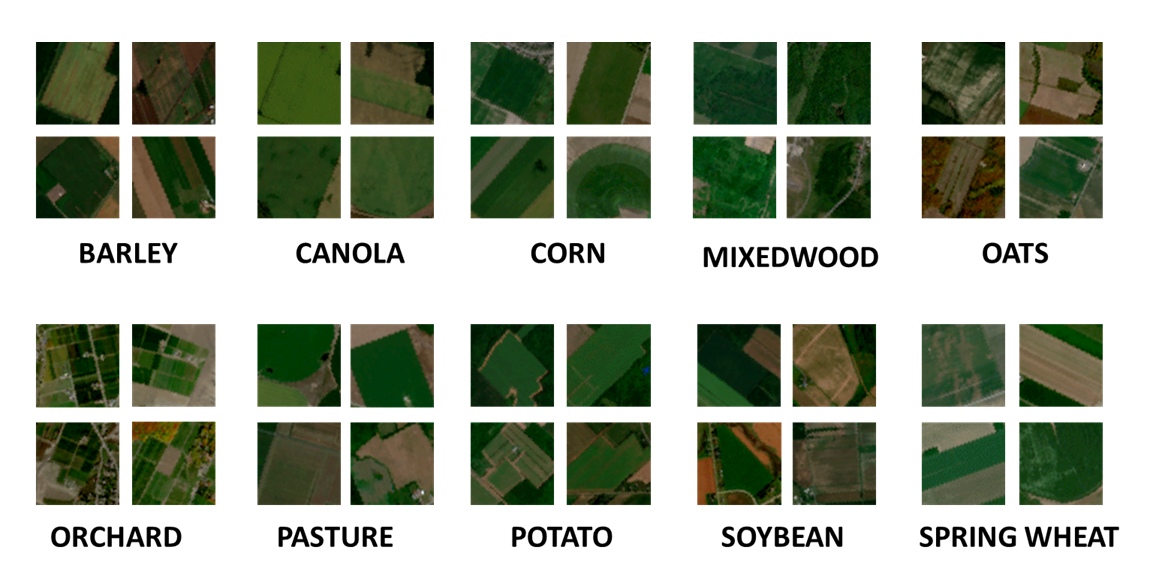 BARLEY
CANOLA
CORN
MIXEDWOOD
OATS
ORCHARD
PASTURE
POTATO
SOYBEAN
SPRING WHEAT